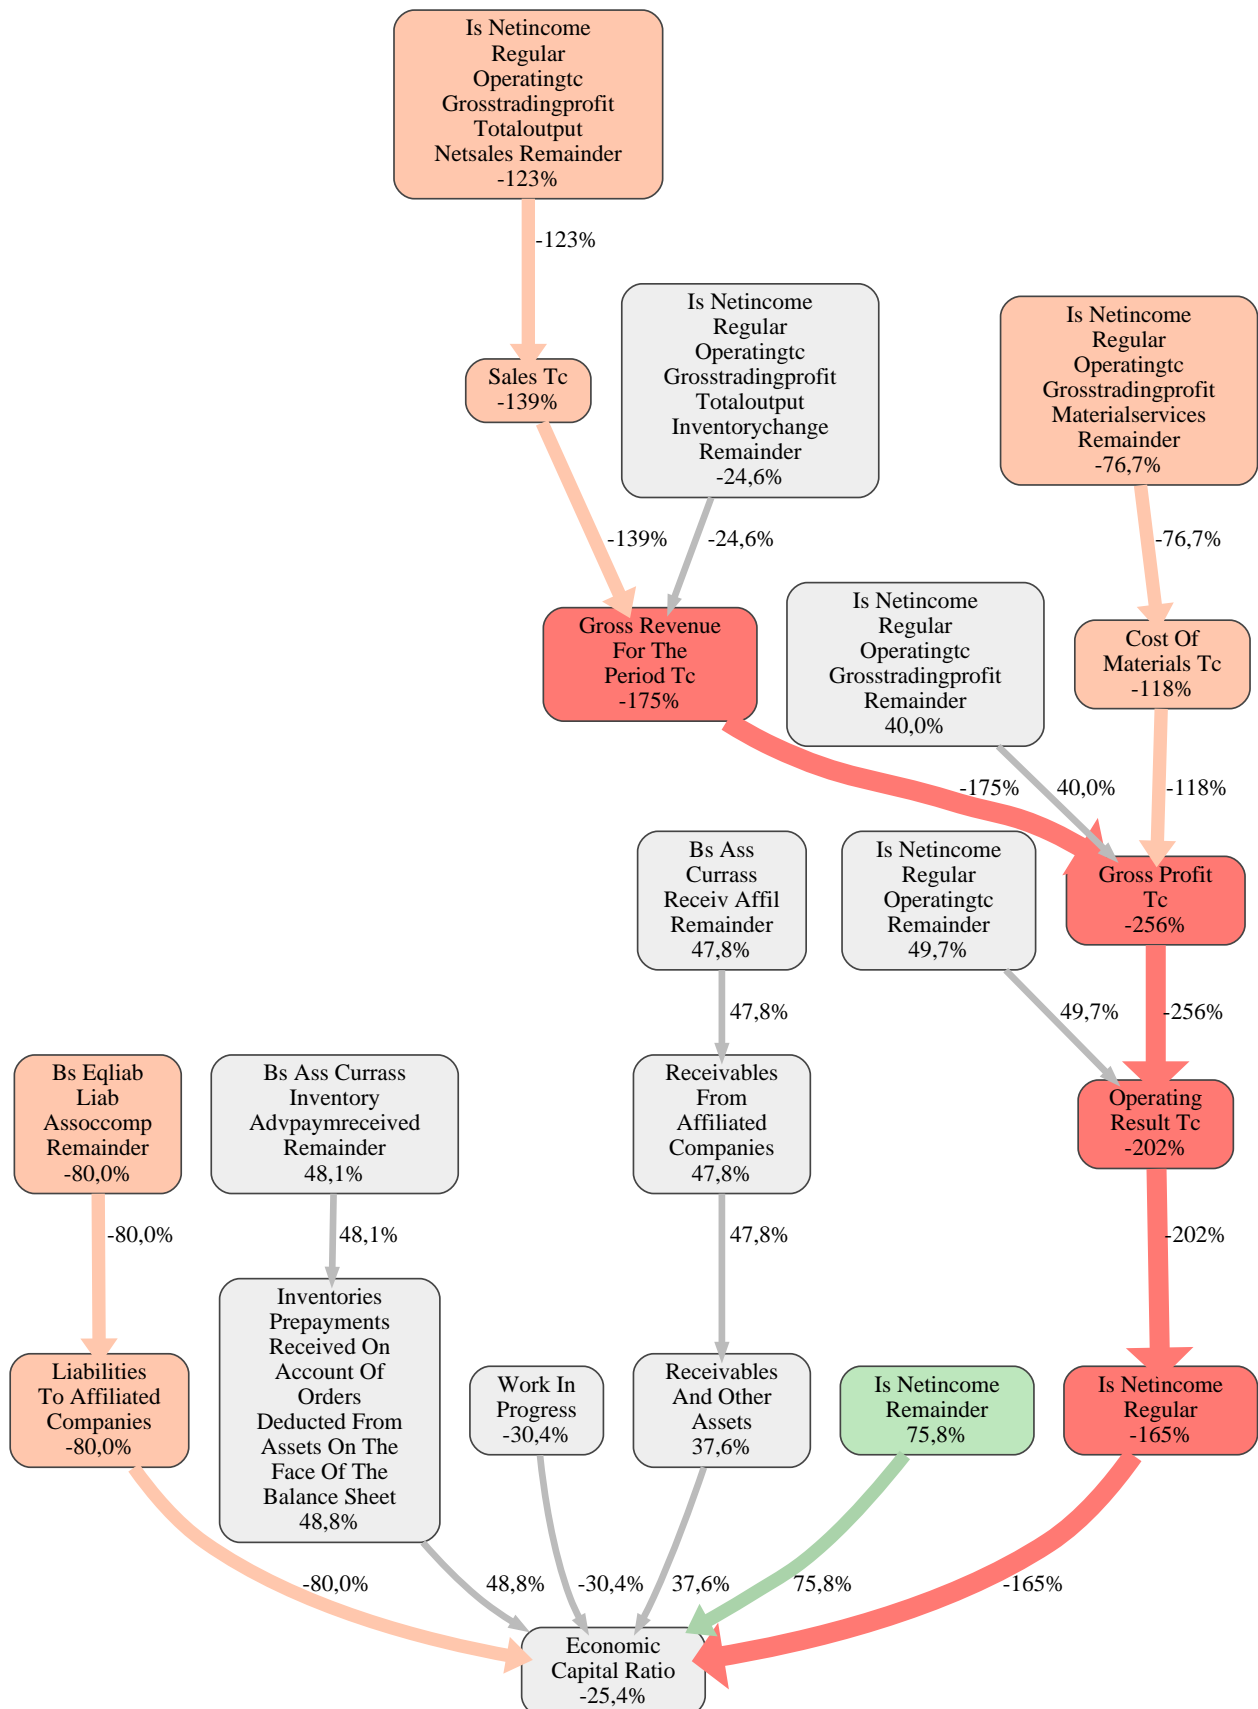 Is Netincome
Regular
Operatingtc
Grosstradingprofit
Totaloutput
Netsales Remainder
-123%
-123%
Is Netincome
Regular
Operatingtc
Grosstradingprofit
Totaloutput
Inventorychange
Remainder
-24,6%
Is Netincome
Regular
Operatingtc
Grosstradingprofit
Materialservices
Remainder
-76,7%
Sales Tc
-139%
-139%
-24,6%
-76,7%
Is Netincome
Regular
Operatingtc
Grosstradingprofit
Remainder
40,0%
Gross Revenue
For The
Period Tc
-175%
Cost Of
Materials Tc
-118%
-175%
40,0%
-118%
Bs Ass
Currass
Receiv Affil
Remainder
47,8%
Is Netincome
Regular
Operatingtc
Remainder
49,7%
Gross Profit
Tc
-256%
47,8%
49,7%
-256%
Bs Eqliab
Liab
Assoccomp
Remainder
-80,0%
Bs Ass Currass
Inventory
Advpaymreceived
Remainder
48,1%
Receivables
From
Affiliated
Companies
47,8%
Operating
Result Tc
-202%
-80,0%
48,1%
47,8%
-202%
Liabilities
To Affiliated
Companies
-80,0%
Inventories
Prepayments
Received On
Account Of
Orders
Deducted From
Assets On The
Face Of The
Balance Sheet
48,8%
Work In
Progress
-30,4%
Receivables
And Other
Assets
37,6%
Is Netincome
Remainder
75,8%
Is Netincome
Regular
-165%
-80,0%
48,8%
-30,4%
37,6%
75,8%
-165%
Economic
Capital Ratio
-25,4%